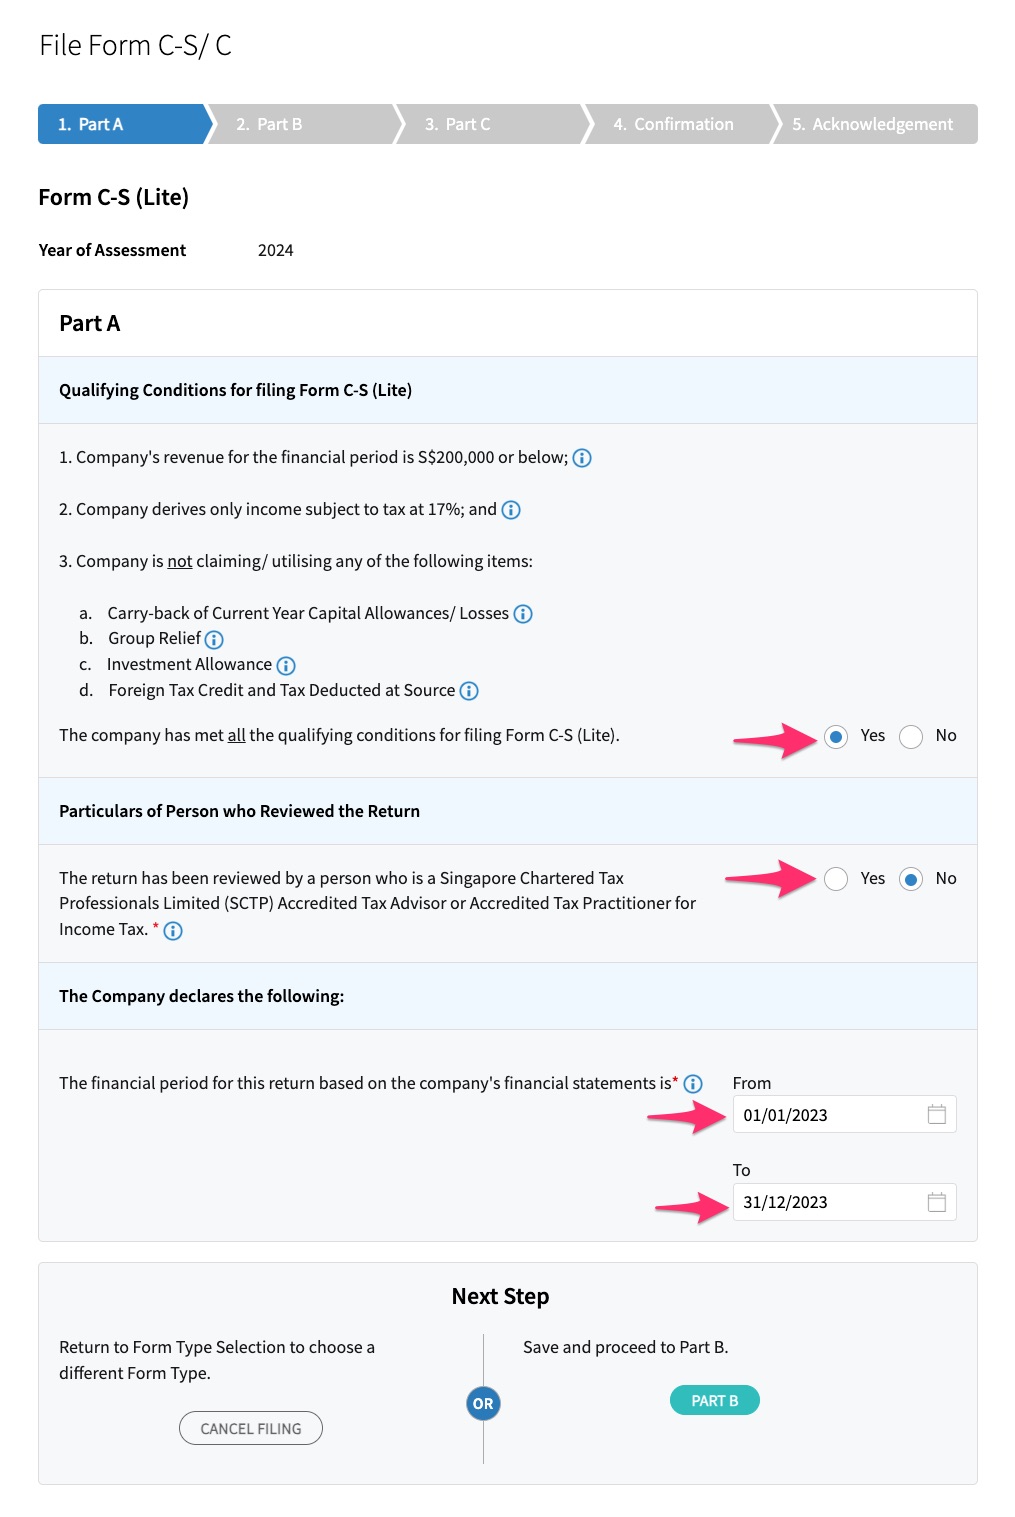 File Form C-S/ C
1. Part A
2. Part B
3. Part C
4. Confirmation
5. Acknowledgement
Form C-S (Lite)
Year of Assessment 2024
Part A
Qualifying Conditions for filing Form C-S (Lite)
1. Company's revenue for the financial period is S$200,000 or below;
2. Company derives only income subject to tax at 17%; and
3. Company is not claiming/ utilising any of the following items:
a. Carry-back of Current Year Capital Allowances/ Losses
b. Group Relief
c. Investment Allowance
d. Foreign Tax Credit and Tax Deducted at Source
The company has met all the qualifying conditions for filing Form C-S (Lite). Yes No
Particulars of Person who Reviewed the Return
The return has been reviewed by a person who is a Singapore Chartered Tax Yes No
Professionals Limited (SCTP) Accredited Tax Advisor or Accredited Tax Practitioner for
Income Tax. *
The Company declares the following:
The financial period for this return based on the company's financial statements is* From
01/01/2023
To
31/12/2023
Next Step
Return to Form Type Selection to choose a
different Form Type.
CANCEL FILING
OR
Save and proceed to Part B.
PART B